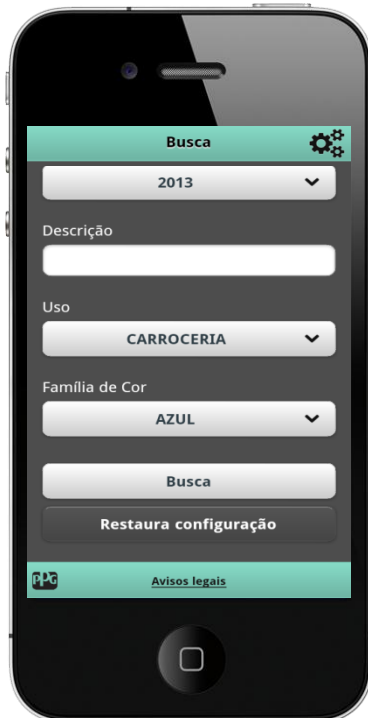 Busca
2013
Descrição
Uso
CARROCERIA
Família de Cor
AZUL
Busca
Restaura configuração
PPG
Avisos legais